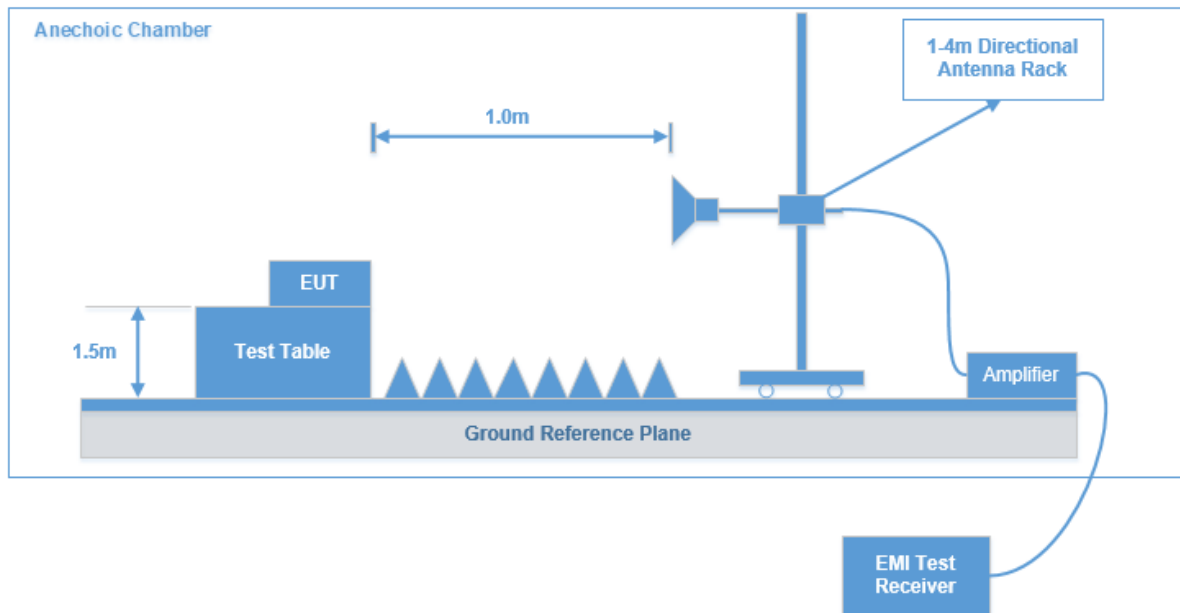 Anechoic Chamber
1-4m Directional
Antenna Rack
1.0m
EUT
1.5m
Test Table
Amplifier
Ground Reference Plane
EMI Test
Receiver